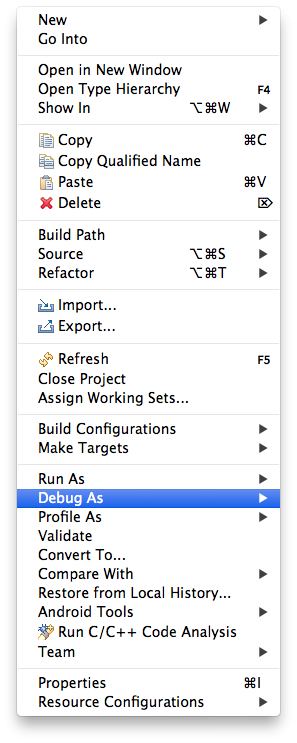 New
Go Into
Open in New Window
Open Type Hierarchy F4
Show In ⌥⌘W
Copy ⌘C
Copy Qualified Name
Paste ⌘V
Delete ⌦
Build Path
Source ⌥⌘S
Refactor ⌥⌘T
Import...
Export...
Refresh F5
Close Project
Assign Working Sets...
Build Configurations
Make Targets
Run As
Debug As
Profile As
Validate
Convert To...
Compare With
Restore from Local History...
Android Tools
Run C/C++ Code Analysis
Team
Properties ⌘I
Resource Configurations